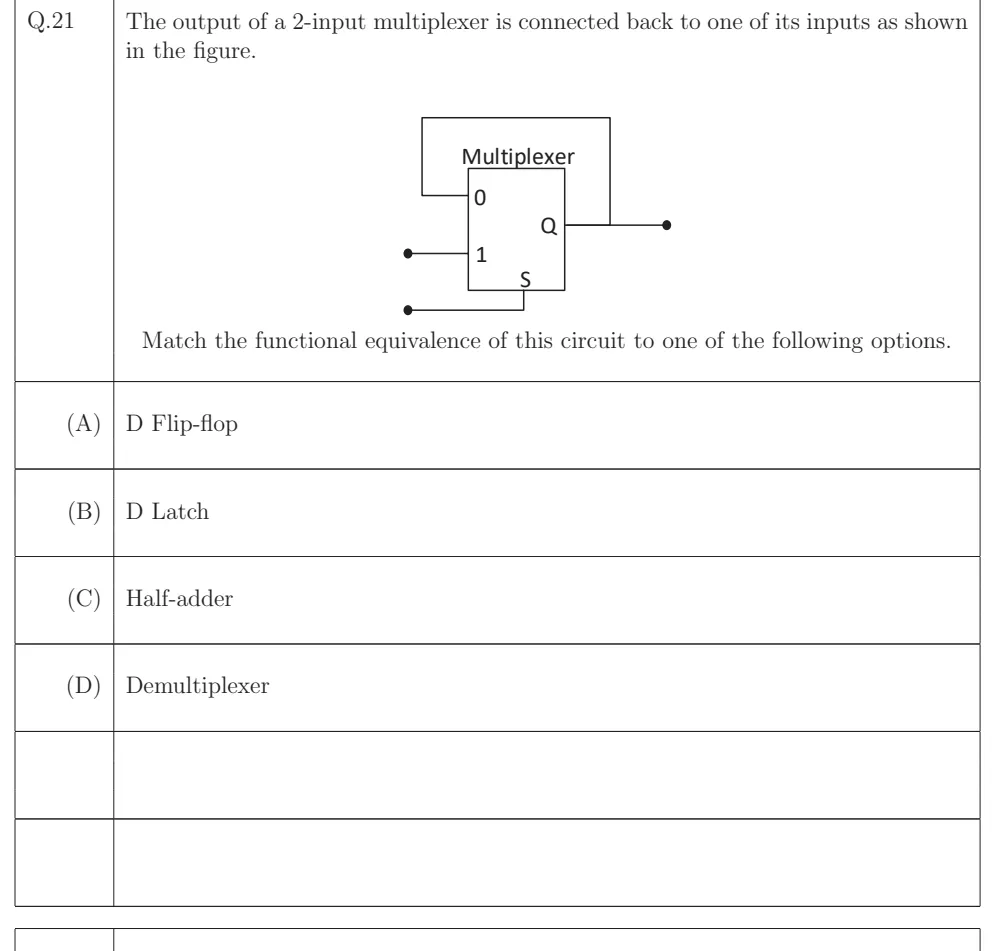 Q.21
The output of a 2-input multiplexer is connected back to one of its inputs as shown
in the figure.
Multiplexer
0
Q
1
S
Match the functional equivalence of this circuit to one of the following options.
(A) D Flip-flop
(B) D Latch
(C) Half-adder
(D) Demultiplexer